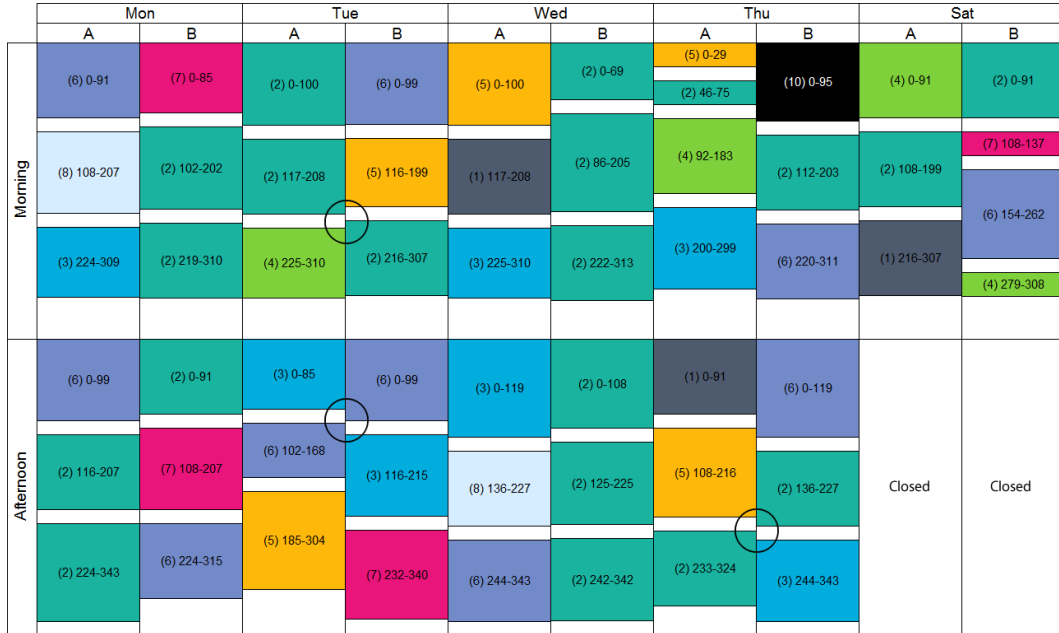 Mon Tue Wed Thu Sat
A B A B A B A B A B
Morning
(6) 0-91 (7) 0-85 (2) 0-100 (6) 0-99 (5) 0-100 (2) 0-69 (5) 0-29 (10) 0-95 (4) 0-91 (2) 0-91
(2) 46-75
(8) 108-207 (2) 102-202 (2) 117-208 (5) 116-199 (1) 117-208 (2) 86-205 (4) 92-183 (2) 112-203 (2) 108-199 (7) 108-137
(6) 154-262
(3) 224-309 (2) 219-310 (4) 225-310 (2) 216-307 (3) 225-310 (2) 222-313 (3) 200-299 (6) 220-311 (1) 216-307 (4) 279-308
Afternoon
(6) 0-99 (2) 0-91 (3) 0-85 (6) 0-99 (3) 0-119 (2) 0-108 (1) 0-91 (6) 0-119
(2) 116-207 (7) 108-207 (6) 102-168 (3) 116-215 (8) 136-227 (2) 125-225 (5) 108-216 (2) 136-227 Closed Closed
(2) 224-343 (6) 224-315 (5) 185-304 (7) 232-340 (6) 244-343 (2) 242-342 (2) 233-324 (3) 244-343